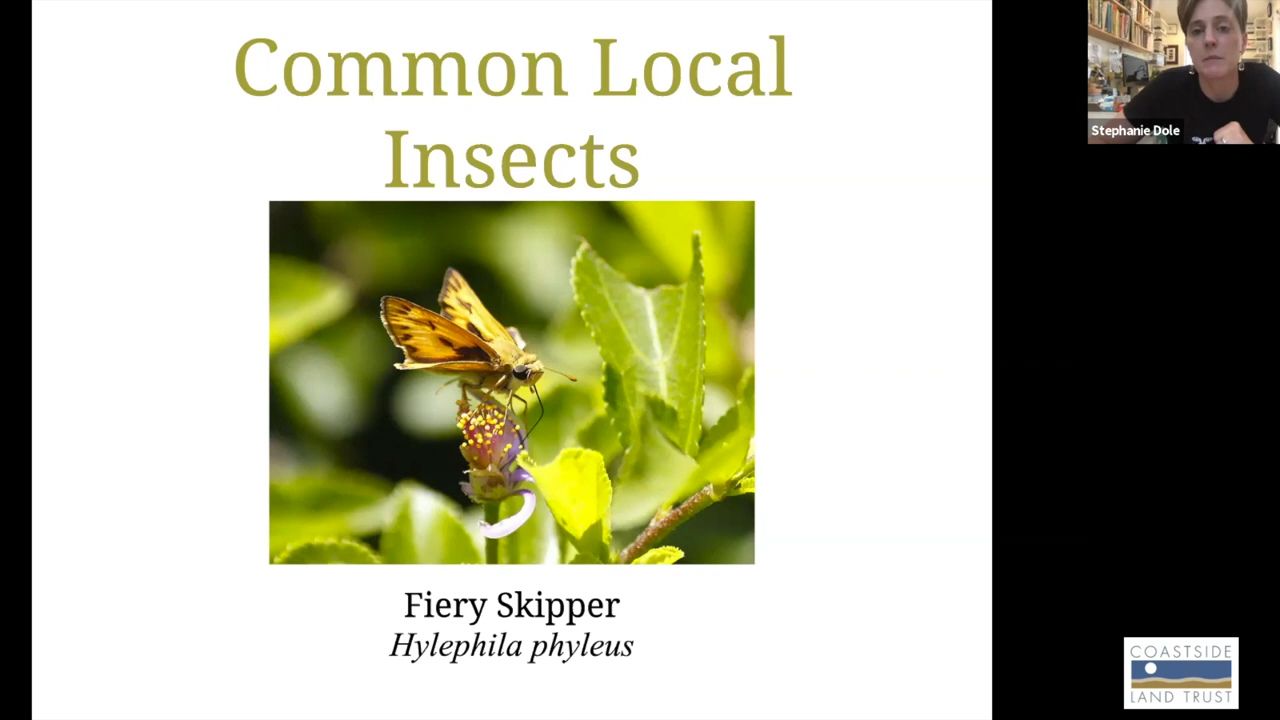 Common Local
Insects
Fiery Skipper
Hylephila phyleus
Stephanie Dole
COASTSIDE
LAND TRUST